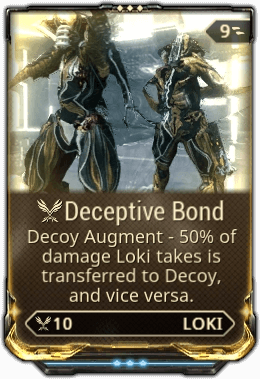 9
Deceptive Bond
Decoy Augment - 50% of
damage Loki takes is
transferred to Decoy,
and vice versa.
10 LOKI